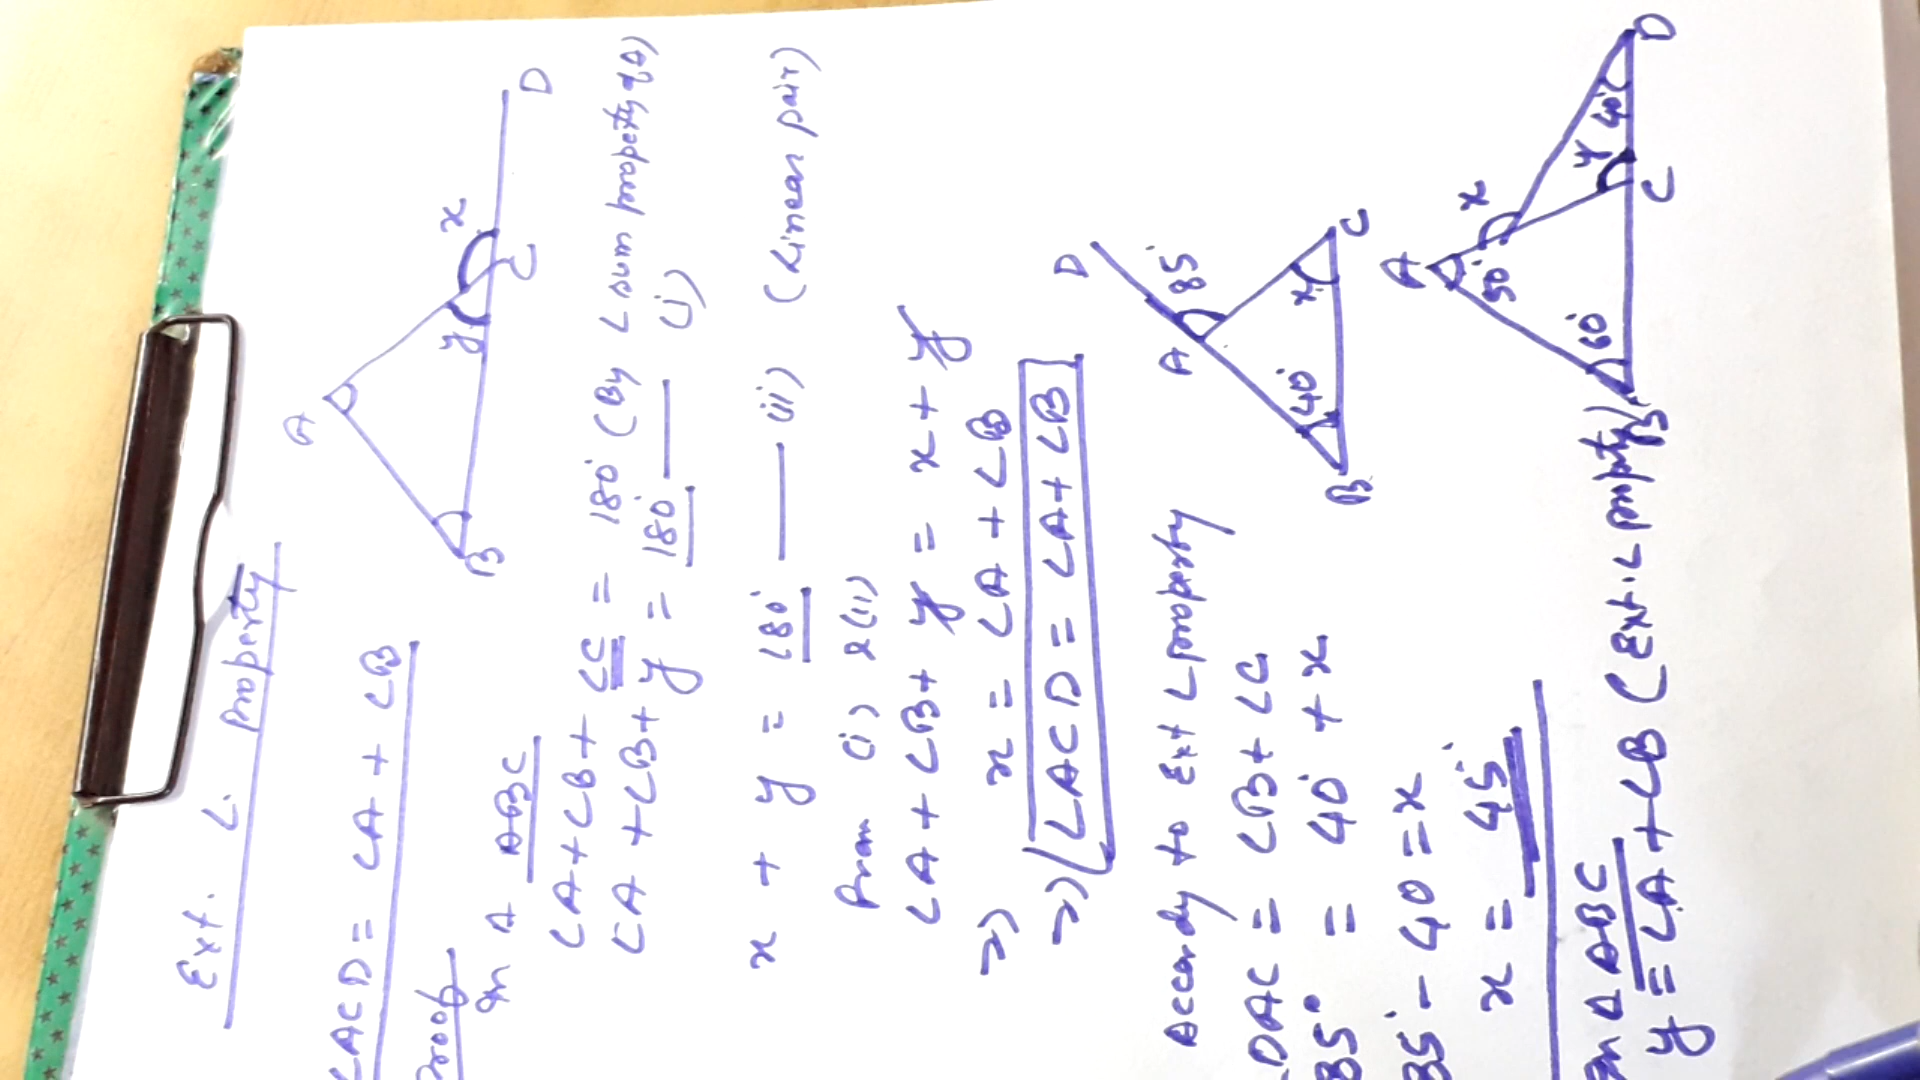 Ext. ∠ property
∠ACD = ∠A + ∠B
Proof
A
B
C
D
y
x
In Δ ABC
∠A+∠B+ ∠C = 180° (By ∠ sum property of Δ)
∠A +∠B+ y = 180° —— (i)
x + y = 180° —— ii) (Linear pair)
From (i) & (ii)
∠A + ∠B+ y = x + y
⇒) x = ∠A + ∠B
⇒) ∠ACD = ∠A+ ∠B
D
A
85°
40°
x
B
C
According to Ext ∠ property
DAC = ∠B+ ∠C
85° = 40° + x
85° - 40 = x
x = 45°
A
50°
x
60°
y
40°
B
C
D
In Δ ABC
y = ∠A + ∠B (Ext. ∠ property)